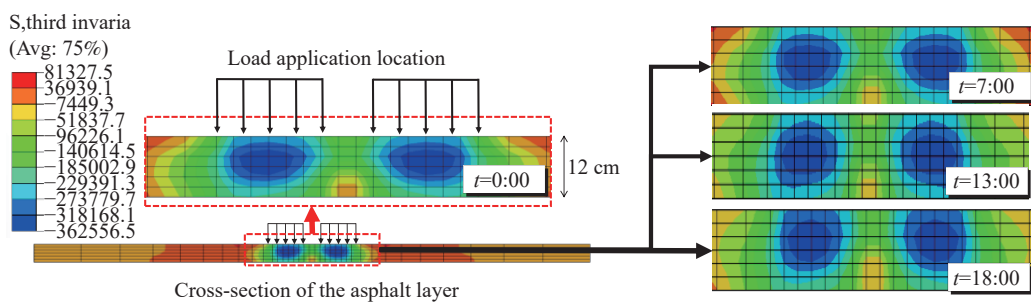 S,third invaria
(Avg: 75%)
81327.5
36939.1
−7449.3
−51837.7
−96226.1
−140614.5
−185002.9
−229391.3
−273779.7
−318168.1
−362556.5
Load application location
t=0:00
12 cm
Cross-section of the asphalt layer
t=7:00
t=13:00
t=18:00